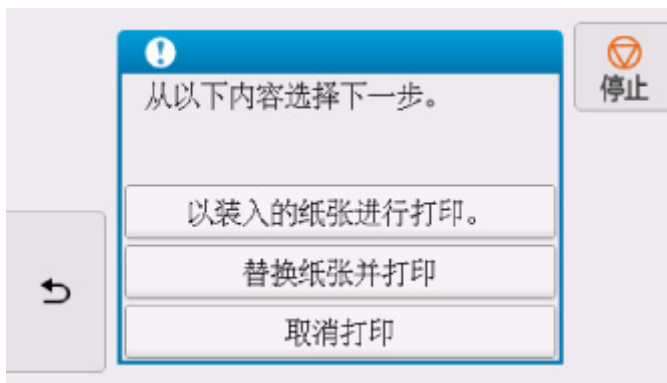 从以下内容选择下一步。
停止
以装入的纸张进行打印。
替换纸张并打印
取消打印